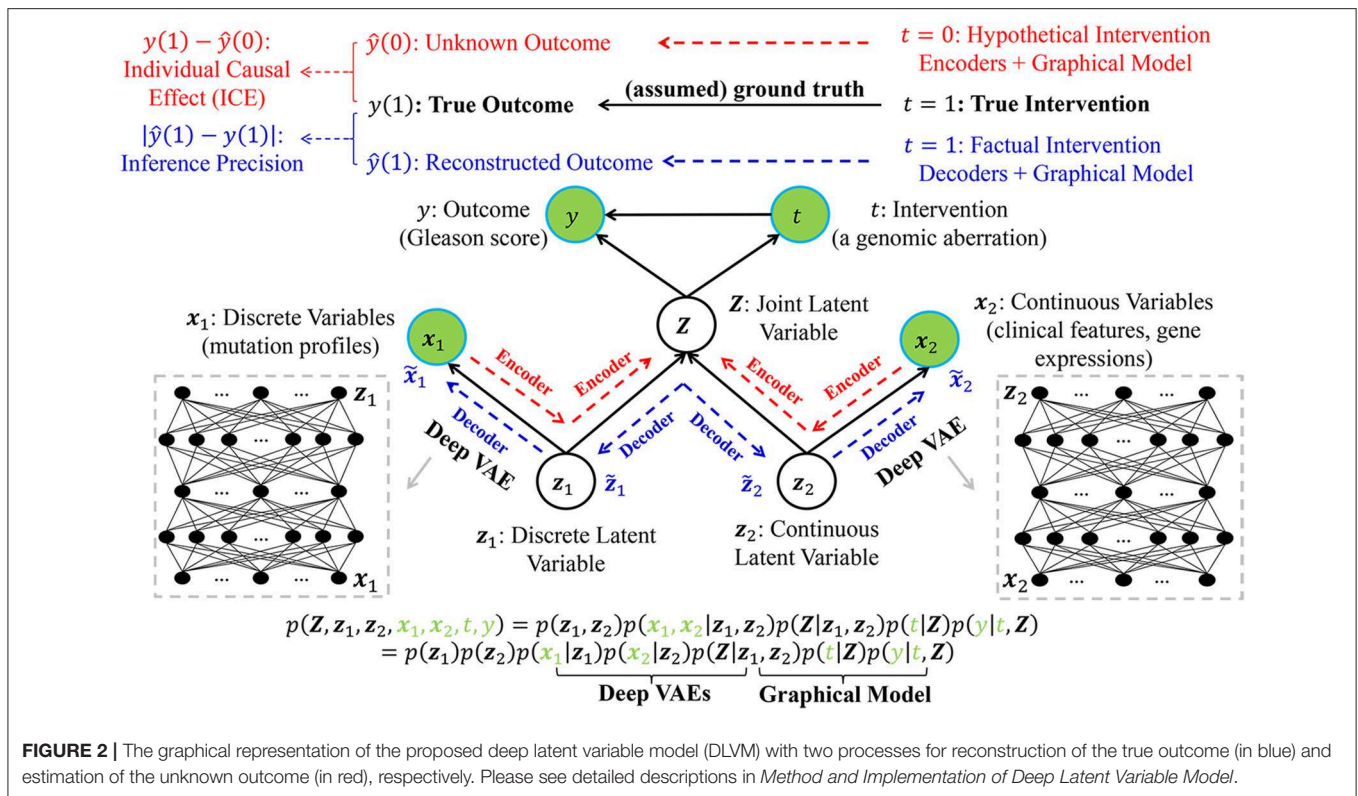 y(1) − ŷ(0):
Individual Causal
Effect (ICE)
ŷ(0): Unknown Outcome
t = 0: Hypothetical Intervention
Encoders + Graphical Model
y(1): True Outcome
(assumed) ground truth
t = 1: True Intervention
|ŷ(1) − y(1)|:
Inference Precision
ŷ(1): Reconstructed Outcome
t = 1: Factual Intervention
Decoders + Graphical Model
y: Outcome
(Gleason score)
y
t
t: Intervention
(a genomic aberration)
x₁: Discrete Variables
(mutation profiles)
x₁
x̃₁
Z
Z: Joint Latent
Variable
x₂
x̃₂
x₂: Continuous Variables
(clinical features, gene
expressions)
Encoder
Encoder
Encoder
Encoder
Decoder
Decoder
Decoder
Decoder
Deep VAE
Deep VAE
... ... z₁
...
... ...
...
... ... x₁
z₁
z̃₁
z̃₂
z₂
z₂ ... ...
...
... ...
...
x₂ ... ...
z₁: Discrete Latent
Variable
z₂: Continuous
Latent Variable
p(Z, z₁, z₂, x₁, x₂, t, y) = p(z₁, z₂)p(x₁, x₂|z₁, z₂)p(Z|z₁, z₂)p(t|Z)p(y|t, Z)
= p(z₁)p(z₂)p(x₁|z₁)p(x₂|z₂)p(Z|z₁, z₂)p(t|Z)p(y|t, Z)
Deep VAEs Graphical Model
FIGURE 2 | The graphical representation of the proposed deep latent variable model (DLVM) with two processes for reconstruction of the true outcome (in blue) and
estimation of the unknown outcome (in red), respectively. Please see detailed descriptions in Method and Implementation of Deep Latent Variable Model.